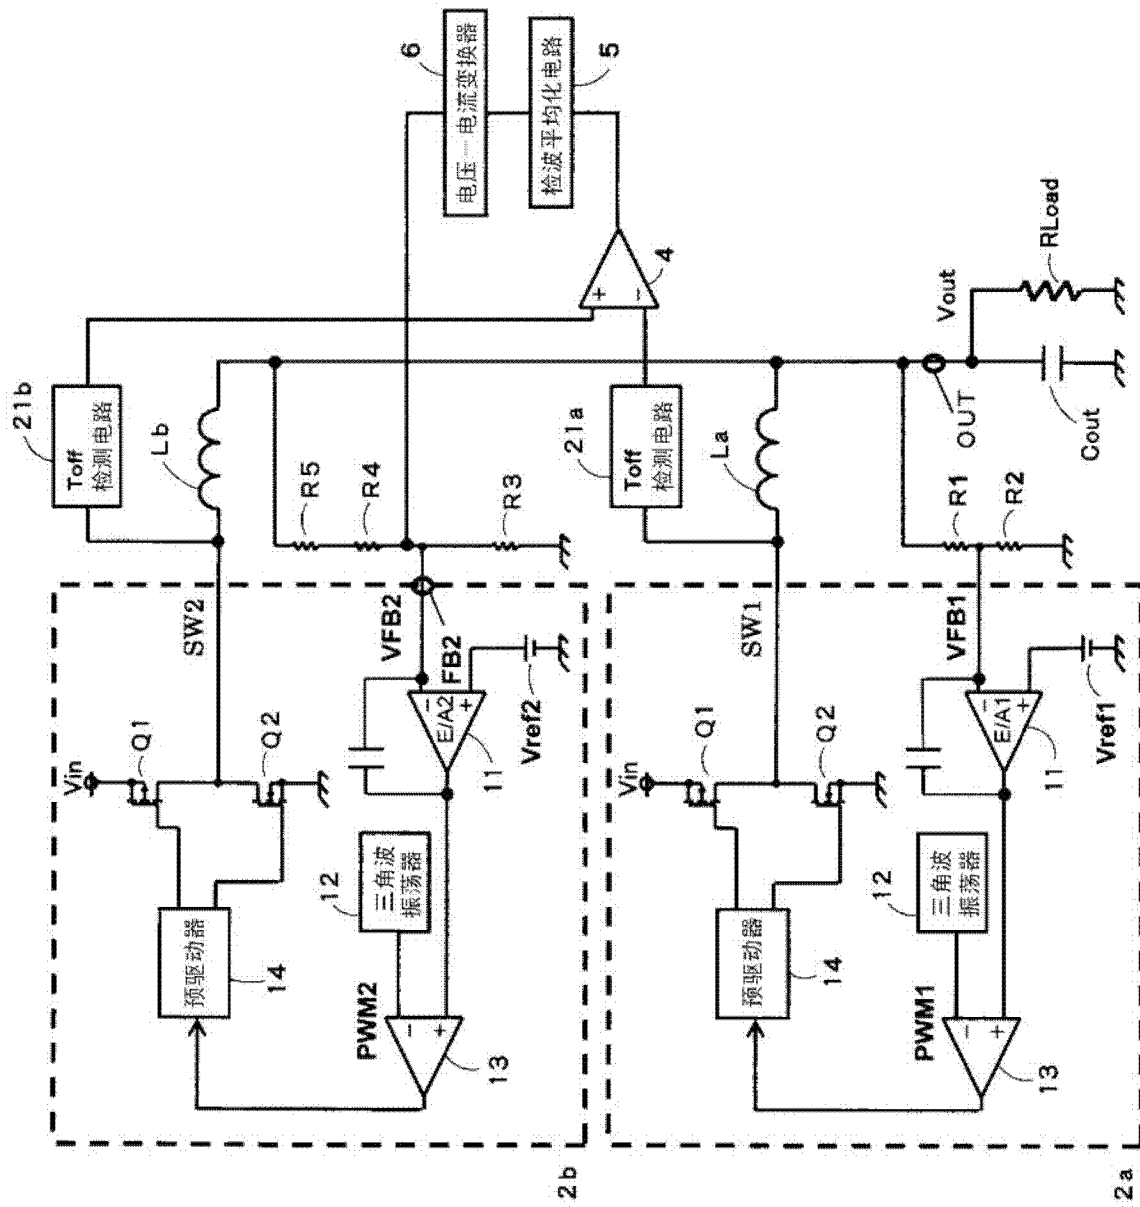 6
电压—电流变换器
5
检波平均化电路
4
+
−
RLoad
Vout
21b
Toff
检测电路
Lb
R5
R4
R3
21a
Toff
检测电路
La
OUT
Cout
R1
R2
SW2
VFB2
FB2
Vin
Q1
Q2
−
+
E/A2
11
Vref2
12
三角波
振荡器
预驱动器
14
PWM2
−
+
13
2b
SW1
VFB1
Vin
Q1
Q2
−
+
E/A1
11
Vref1
12
三角波
振荡器
预驱动器
14
PWM1
−
+
13
2a